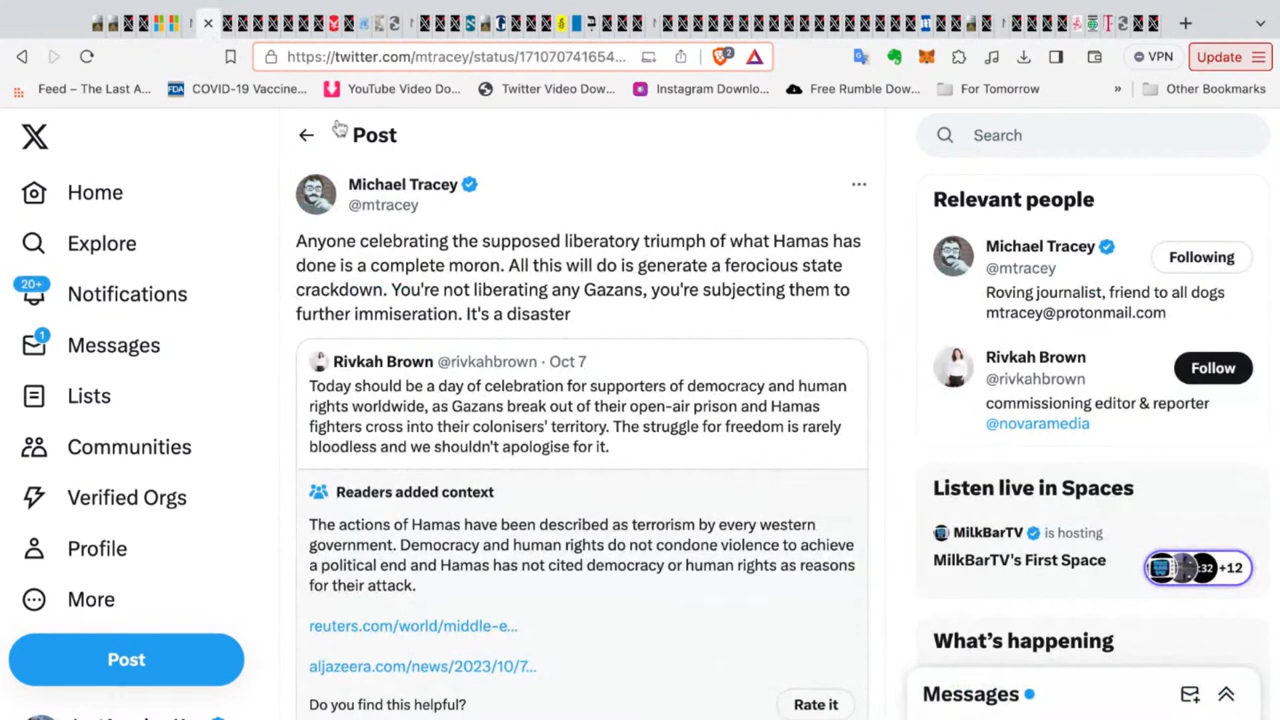 https://twitter.com/mtracey/status/171070741654...
2
VPN
Update
Feed – The Last A...
COVID-19 Vaccine...
YouTube Video Do...
Twitter Video Dow...
Instagram Downlo...
Free Rumble Dow...
For Tomorrow
»
Other Bookmarks
Home
Explore
20+
Notifications
1
Messages
Lists
Communities
Verified Orgs
Profile
More
Post
Post
Michael Tracey
@mtracey
Anyone celebrating the supposed liberatory triumph of what Hamas has
done is a complete moron. All this will do is generate a ferocious state
crackdown. You're not liberating any Gazans, you're subjecting them to
further immiseration. It's a disaster
Rivkah Brown @rivkahbrown · Oct 7
Today should be a day of celebration for supporters of democracy and human
rights worldwide, as Gazans break out of their open-air prison and Hamas
fighters cross into their colonisers' territory. The struggle for freedom is rarely
bloodless and we shouldn't apologise for it.
Readers added context
The actions of Hamas have been described as terrorism by every western
government. Democracy and human rights do not condone violence to achieve
a political end and Hamas has not cited democracy or human rights as reasons
for their attack.
reuters.com/world/middle-e...
aljazeera.com/news/2023/10/7...
Do you find this helpful?
Rate it
Search
Relevant people
Michael Tracey
@mtracey
Following
Roving journalist, friend to all dogs
mtracey@protonmail.com
Rivkah Brown
@rivkahbrown
Follow
commissioning editor & reporter
@novaramedia
Listen live in Spaces
MilkBarTV is hosting
MilkBarTV's First Space
+12
What's happening
Messages